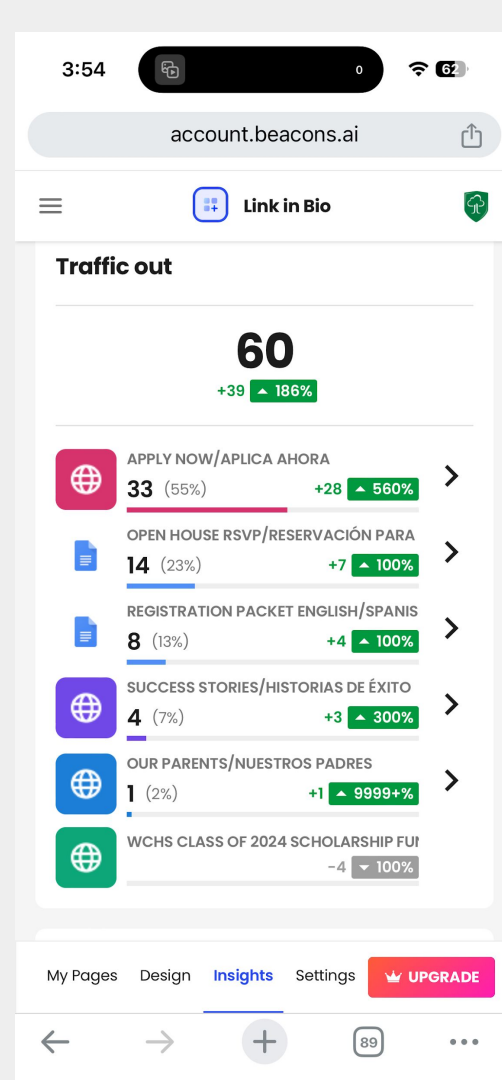 3:54
0
62
account.beacons.ai
Link in Bio
Traffic out
60
+39 186%
APPLY NOW/APLICA AHORA
33 (55%) +28 560%
OPEN HOUSE RSVP/RESERVACIÓN PARA
14 (23%) +7 100%
REGISTRATION PACKET ENGLISH/SPANIS
8 (13%) +4 100%
SUCCESS STORIES/HISTORIAS DE ÉXITO
4 (7%) +3 300%
OUR PARENTS/NUESTROS PADRES
1 (2%) +1 9999+%
WCHS CLASS OF 2024 SCHOLARSHIP FU
-4 100%
My Pages Design Insights Settings UPGRADE
89